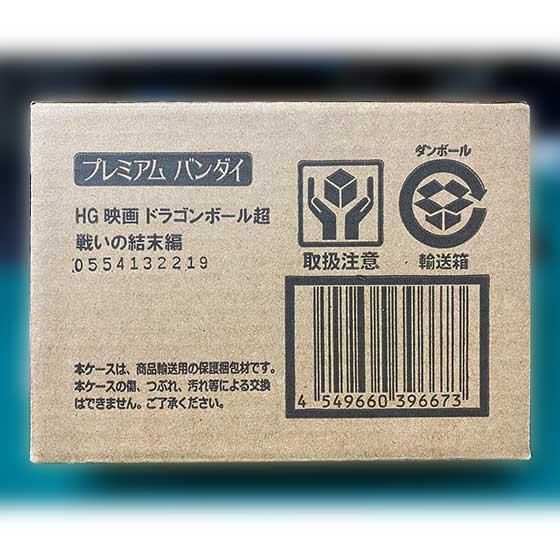 プレミアム バンダイ
HG 映画 ドラゴンボール超
戦いの結末編
0554132219
ダンボール
取扱注意
輸送箱
本ケースは、商品輸送用の保護梱包材です。
本ケースの傷、つぶれ、汚れ等による交換
はできません。ご了承ください。
4 549660 396673